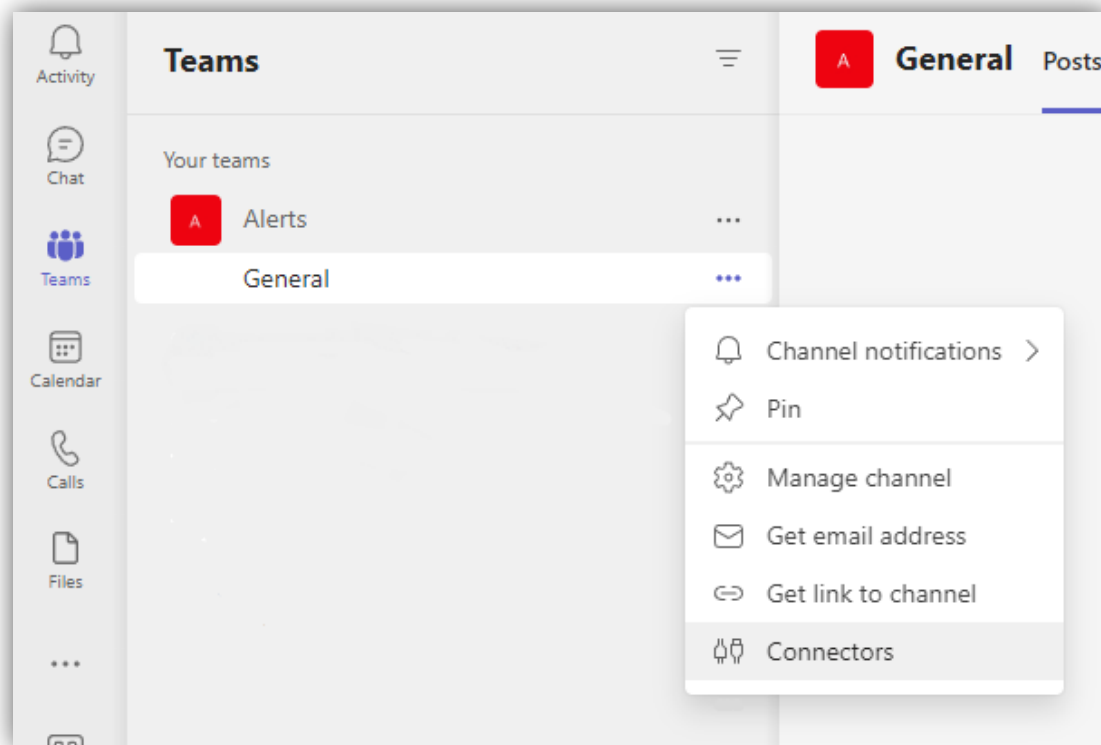 Activity
Chat
Teams
Calendar
Calls
Files
Teams
Your teams
A Alerts
General
A General Posts
Channel notifications
Pin
Manage channel
Get email address
Get link to channel
Connectors